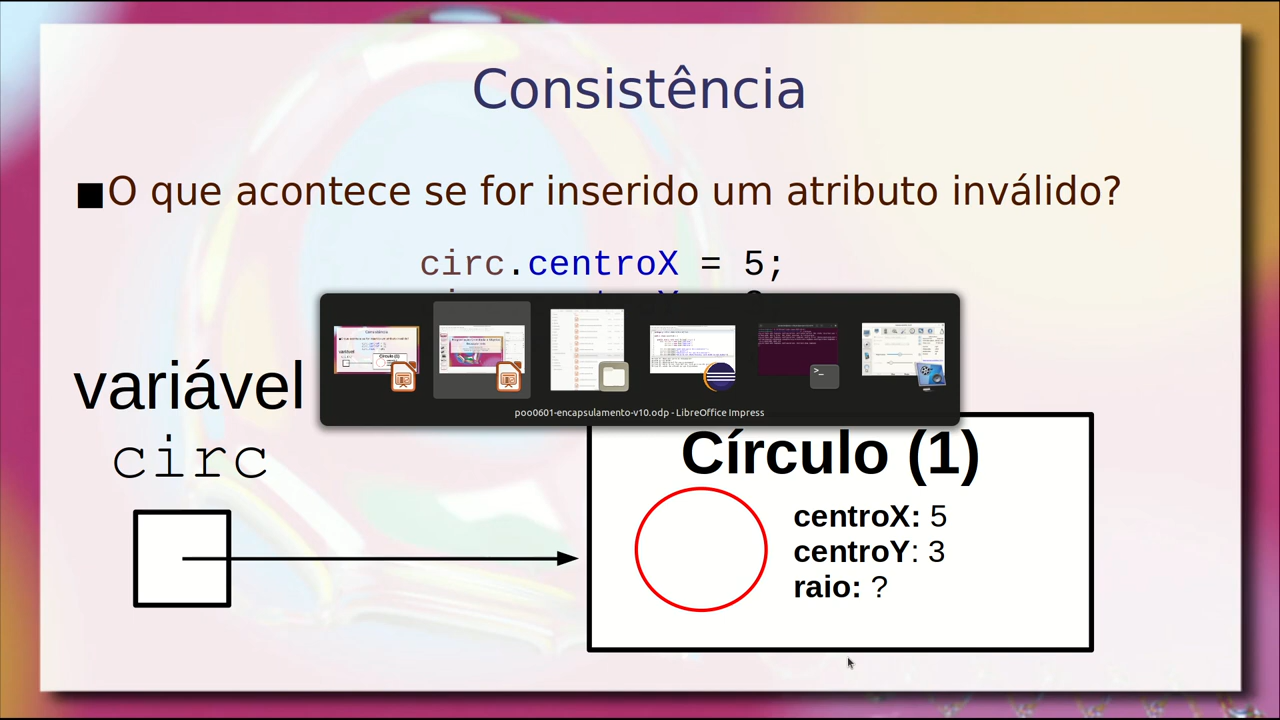 Consistência
O que acontece se for inserido um atributo inválido?
circ.centroX = 5;
poo0601-encapsulamento-v10.odp - LibreOffice Impress
variável
circ
Círculo (1)
centroX: 5
centroY: 3
raio: ?